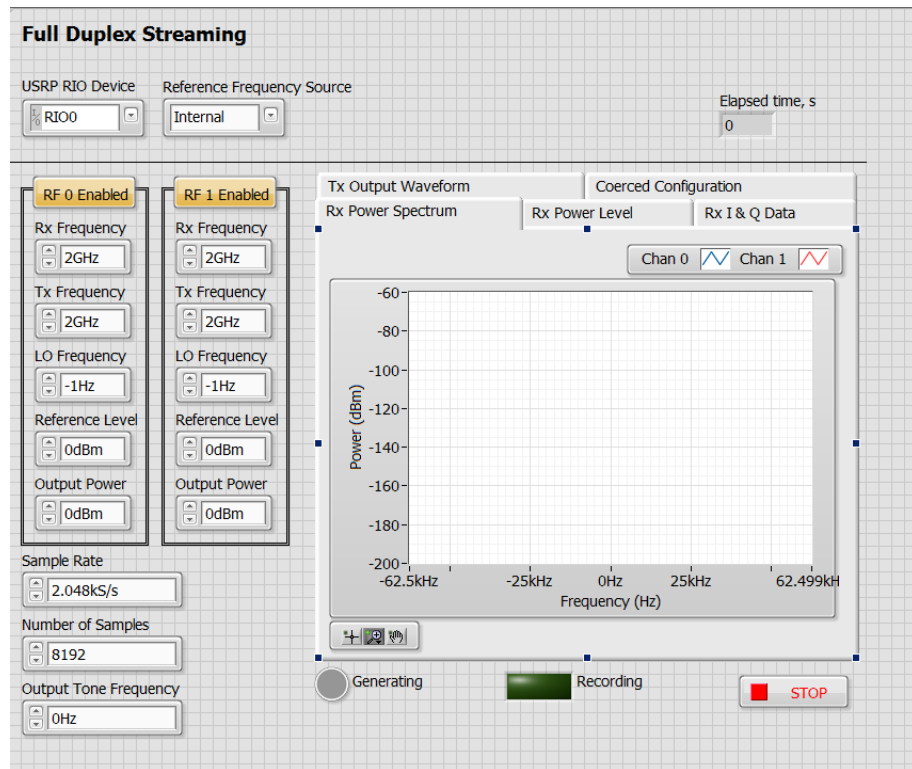 Full Duplex Streaming
USRP RIO Device
Reference Frequency Source
RIO0
Internal
Elapsed time, s
0
RF 0 Enabled
RF 1 Enabled
Rx Frequency
Rx Frequency
2GHz
2GHz
Tx Frequency
Tx Frequency
2GHz
2GHz
LO Frequency
LO Frequency
-1Hz
-1Hz
Reference Level
Reference Level
0dBm
0dBm
Output Power
Output Power
0dBm
0dBm
Sample Rate
2.048kS/s
Number of Samples
8192
Output Tone Frequency
0Hz
Tx Output Waveform
Coerced Configuration
Rx Power Spectrum
Rx Power Level
Rx I & Q Data
Chan 0
Chan 1
Power (dBm)
-60
-80
-100
-120
-140
-160
-180
-200
-62.5kHz
-25kHz
0Hz
25kHz
62.499kH
Frequency (Hz)
Generating
Recording
STOP